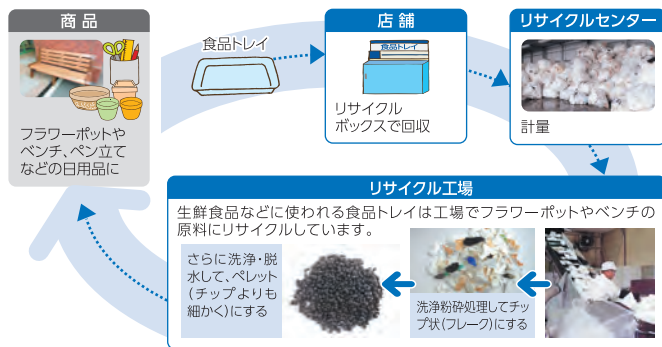 商品
フラワーポットや
ベンチ、ペン立て
などの日用品に
食品トレイ
店舗
食品トレイ
リサイクル
ボックスで回収
リサイクルセンター
計量
リサイクル工場
生鮮食品などに使われる食品トレイは工場でフラワーポットやベンチの
原料にリサイクルしています。
洗浄粉砕処理してチッ
プ状(フレーク)にする
さらに洗浄・脱
水して、ペレット
(チップよりも
細かく)にする